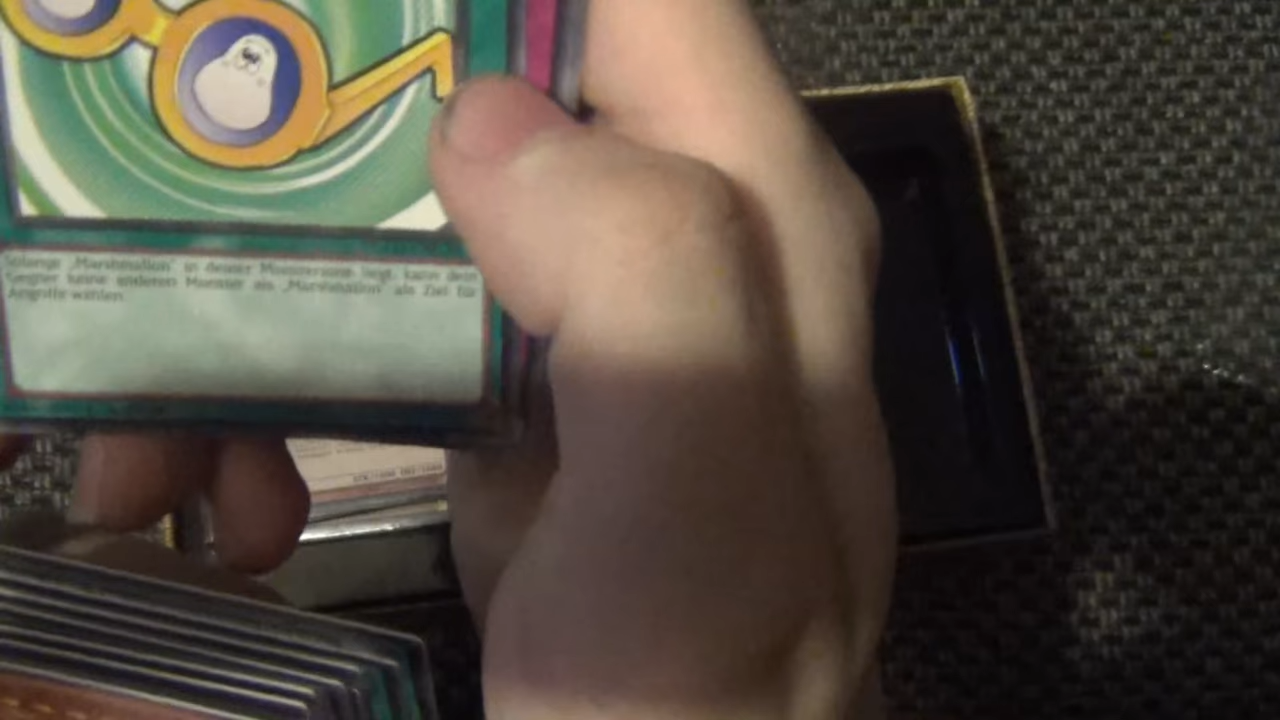 Solange „Marshmallon" in deiner Monsterzone liegt, kann dein
Gegner keine anderen Monster als „Marshmallon" als Ziel für
Angriffe wählen.